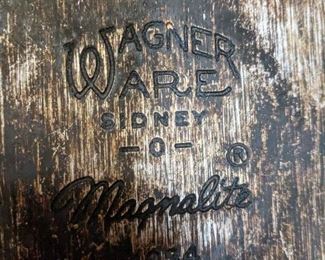 WAGNER
WARE
SIDNEY
-O-
®
Magnalite